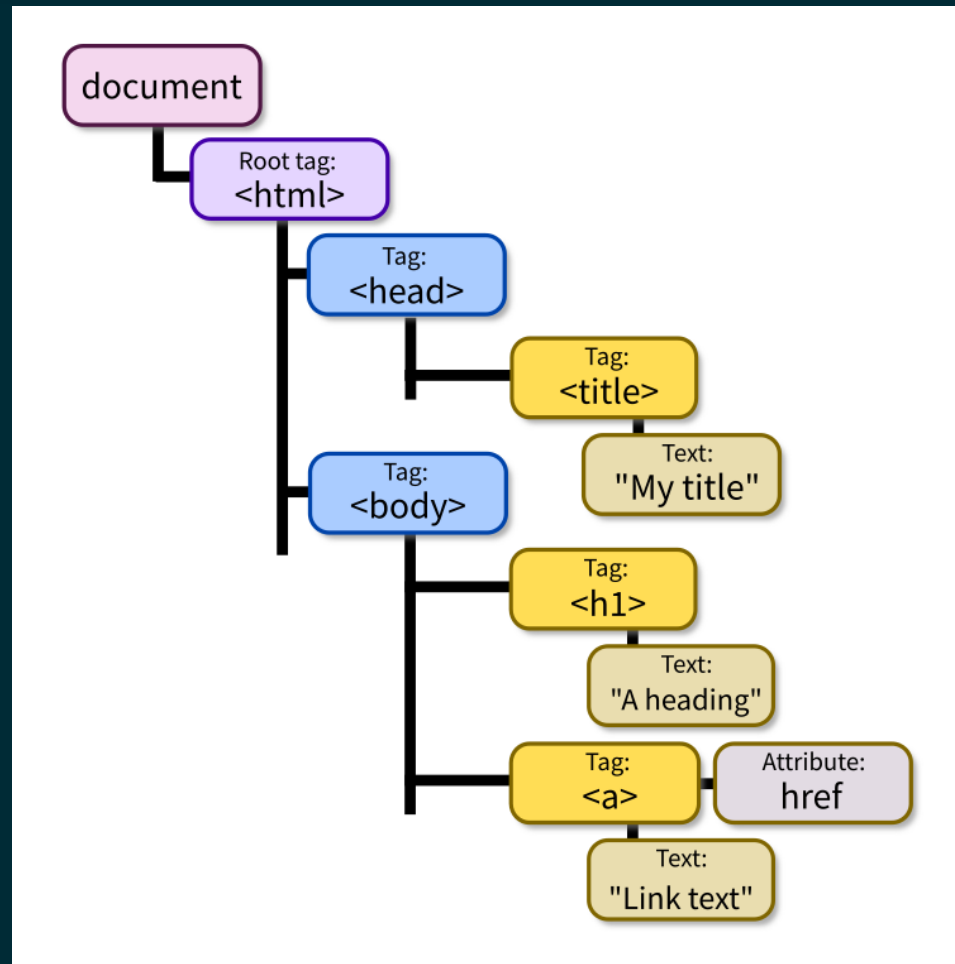 document
Root tag:
<html>
Tag:
<head>
Tag:
<title>
Text:
"My title"
Tag:
<body>
Tag:
<h1>
Text:
"A heading"
Tag:
<a>
Attribute:
href
Text:
"Link text"